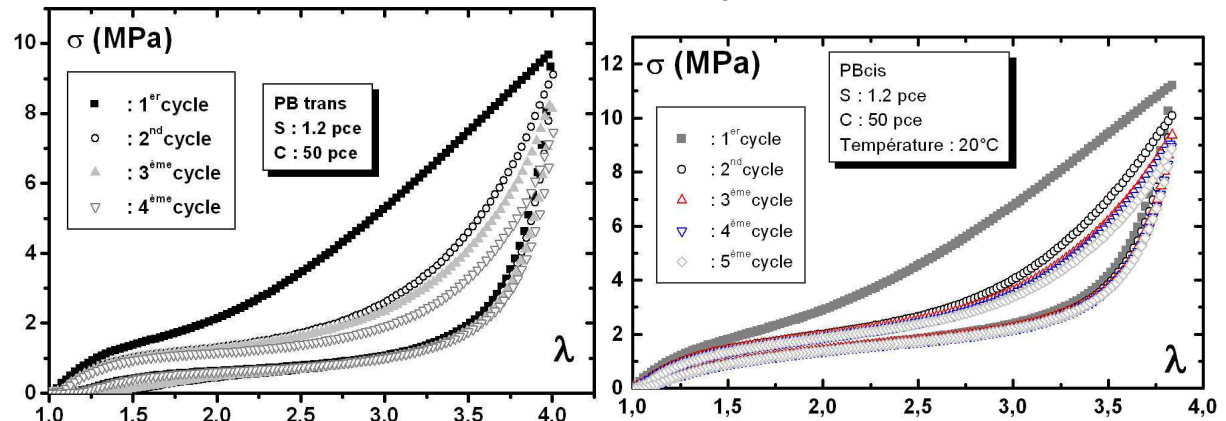 σ (MPa)
: 1er cycle
: 2nd cycle
: 3ème cycle
: 4ème cycle
PB trans
S : 1.2 pce
C : 50 pce
10
8
6
4
2
0
λ
1,0 1,5 2,0 2,5 3,0 3,5 4,0
σ (MPa)
: 1er cycle
: 2nd cycle
: 3éme cycle
: 4éme cycle
: 5éme cycle
PBcis
S : 1.2 pce
C : 50 pce
Température : 20°C
12
10
8
6
4
2
0
λ
1,0 1,5 2,0 2,5 3,0 3,5 4,0